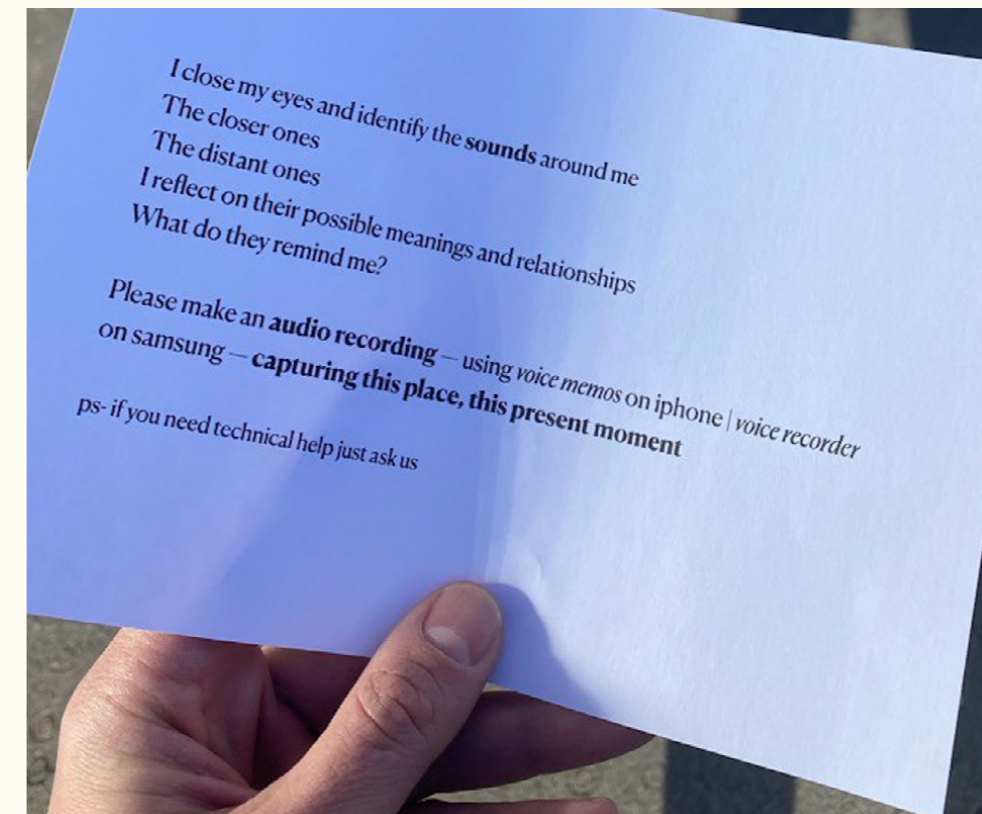 I close my eyes and identify the sounds around me
The closer ones
The distant ones
I reflect on their possible meanings and relationships
What do they remind me?
Please make an audio recording – using voice memos on iphone | voice recorder
on samsung – capturing this place, this present moment
ps- if you need technical help just ask us